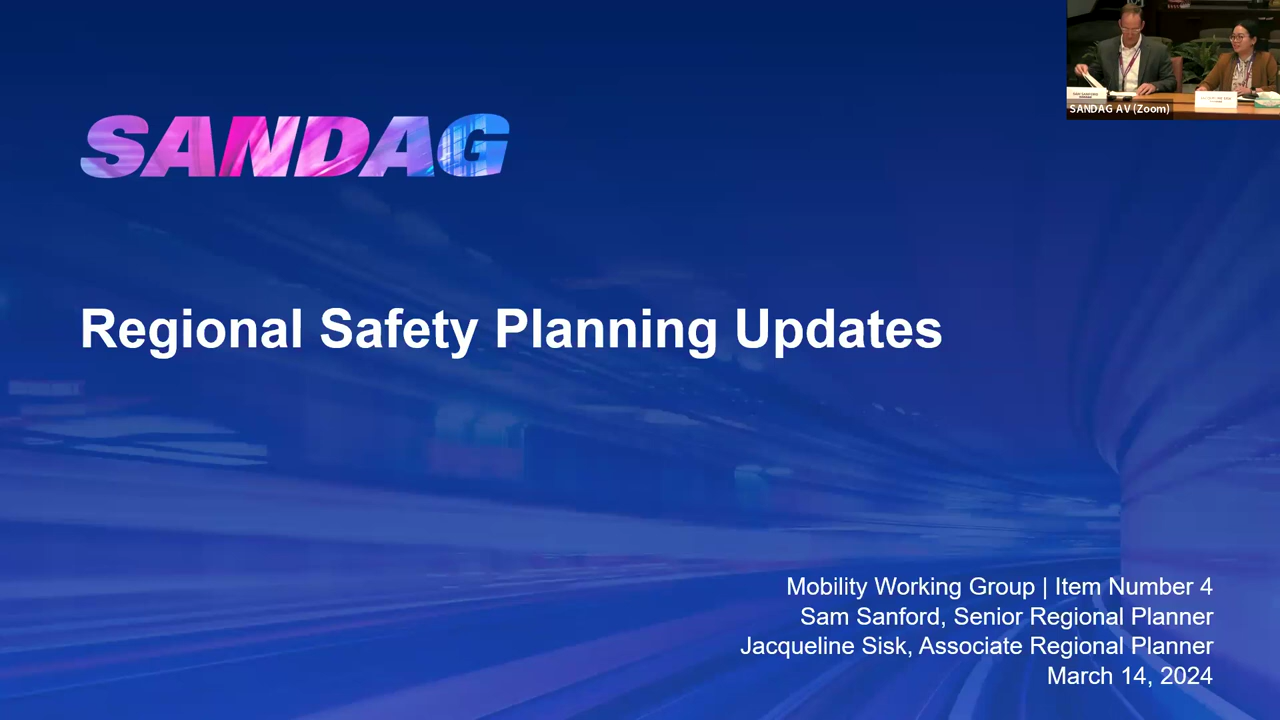 SANDAG
Regional Safety Planning Updates
Mobility Working Group | Item Number 4
Sam Sanford, Senior Regional Planner
Jacqueline Sisk, Associate Regional Planner
March 14, 2024
SANDAG AV (Zoom)